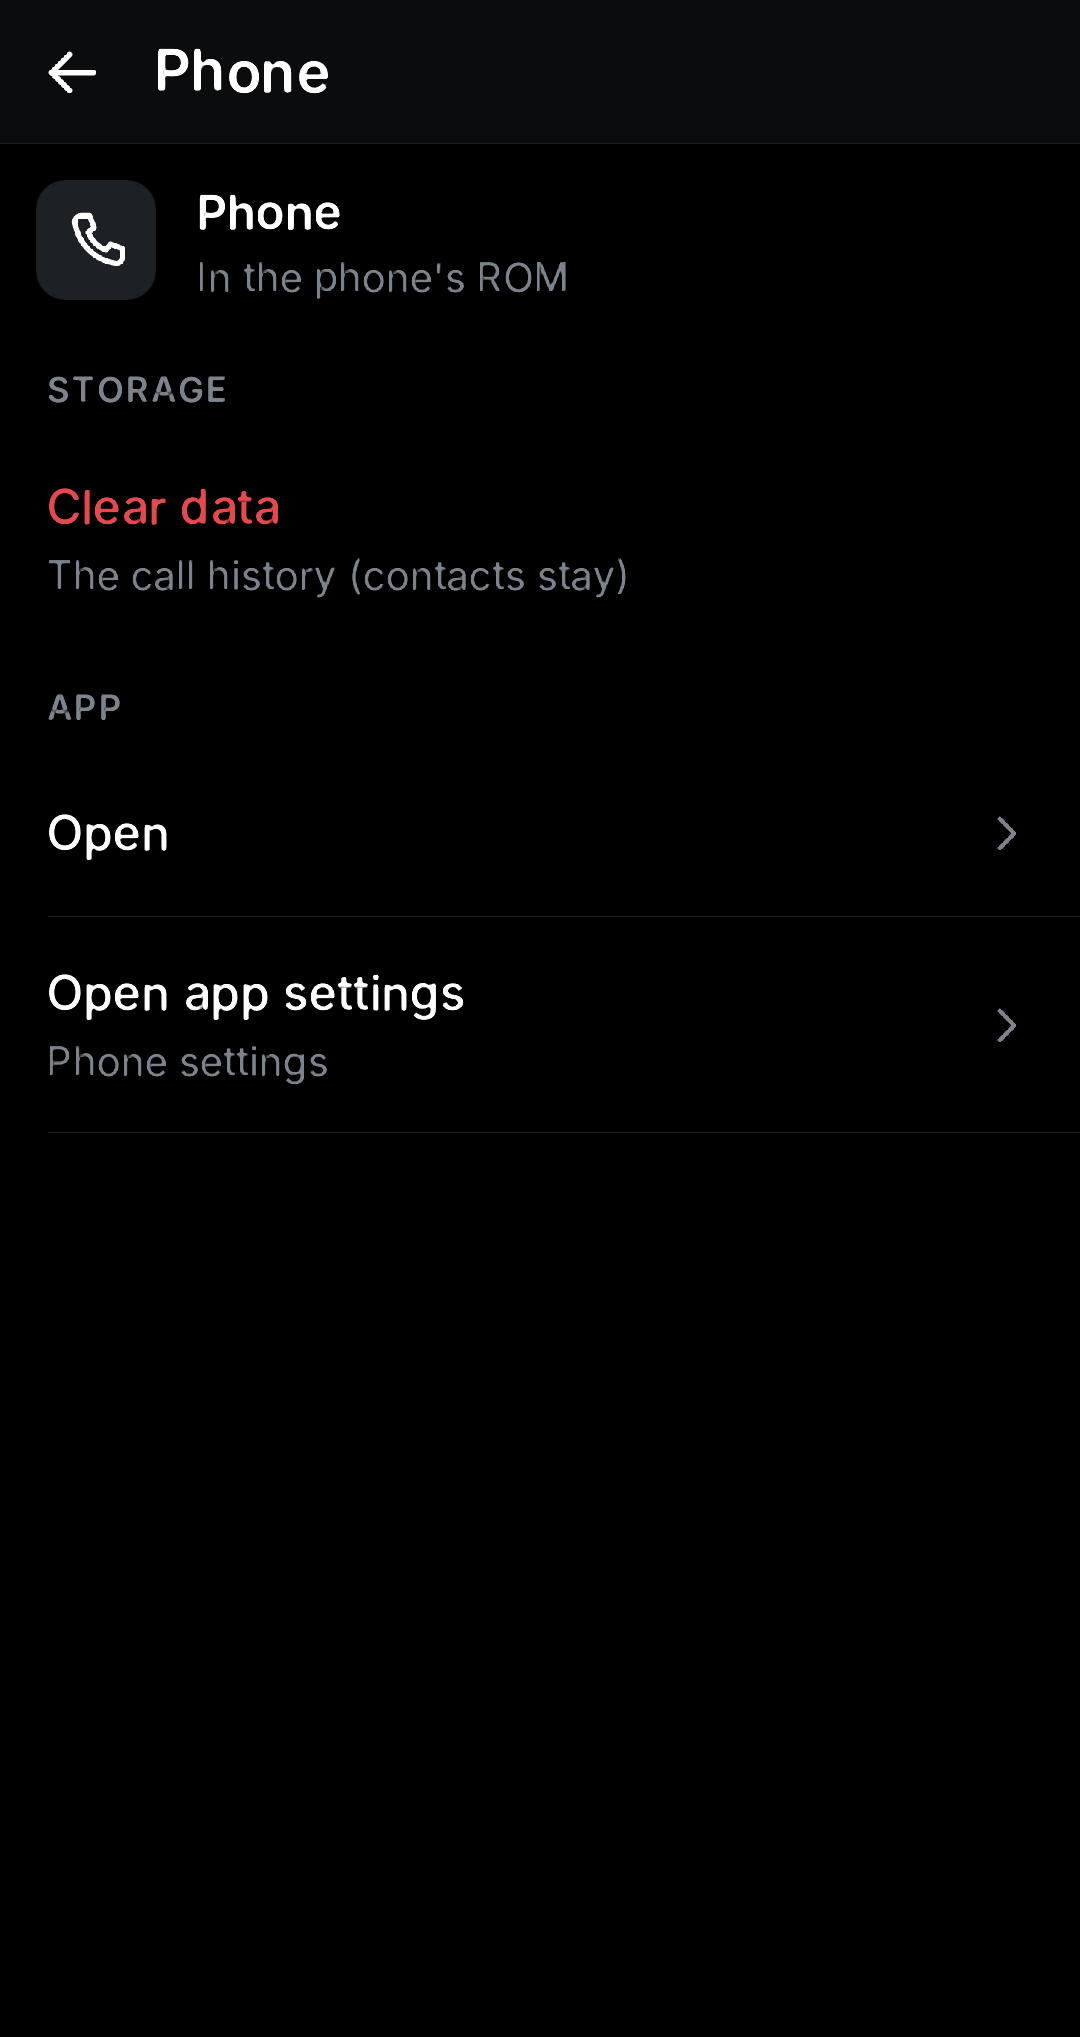 Phone
Phone
In the phone's ROM
STORAGE
Clear data
The call history (contacts stay)
APP
Open
Open app settings
Phone settings